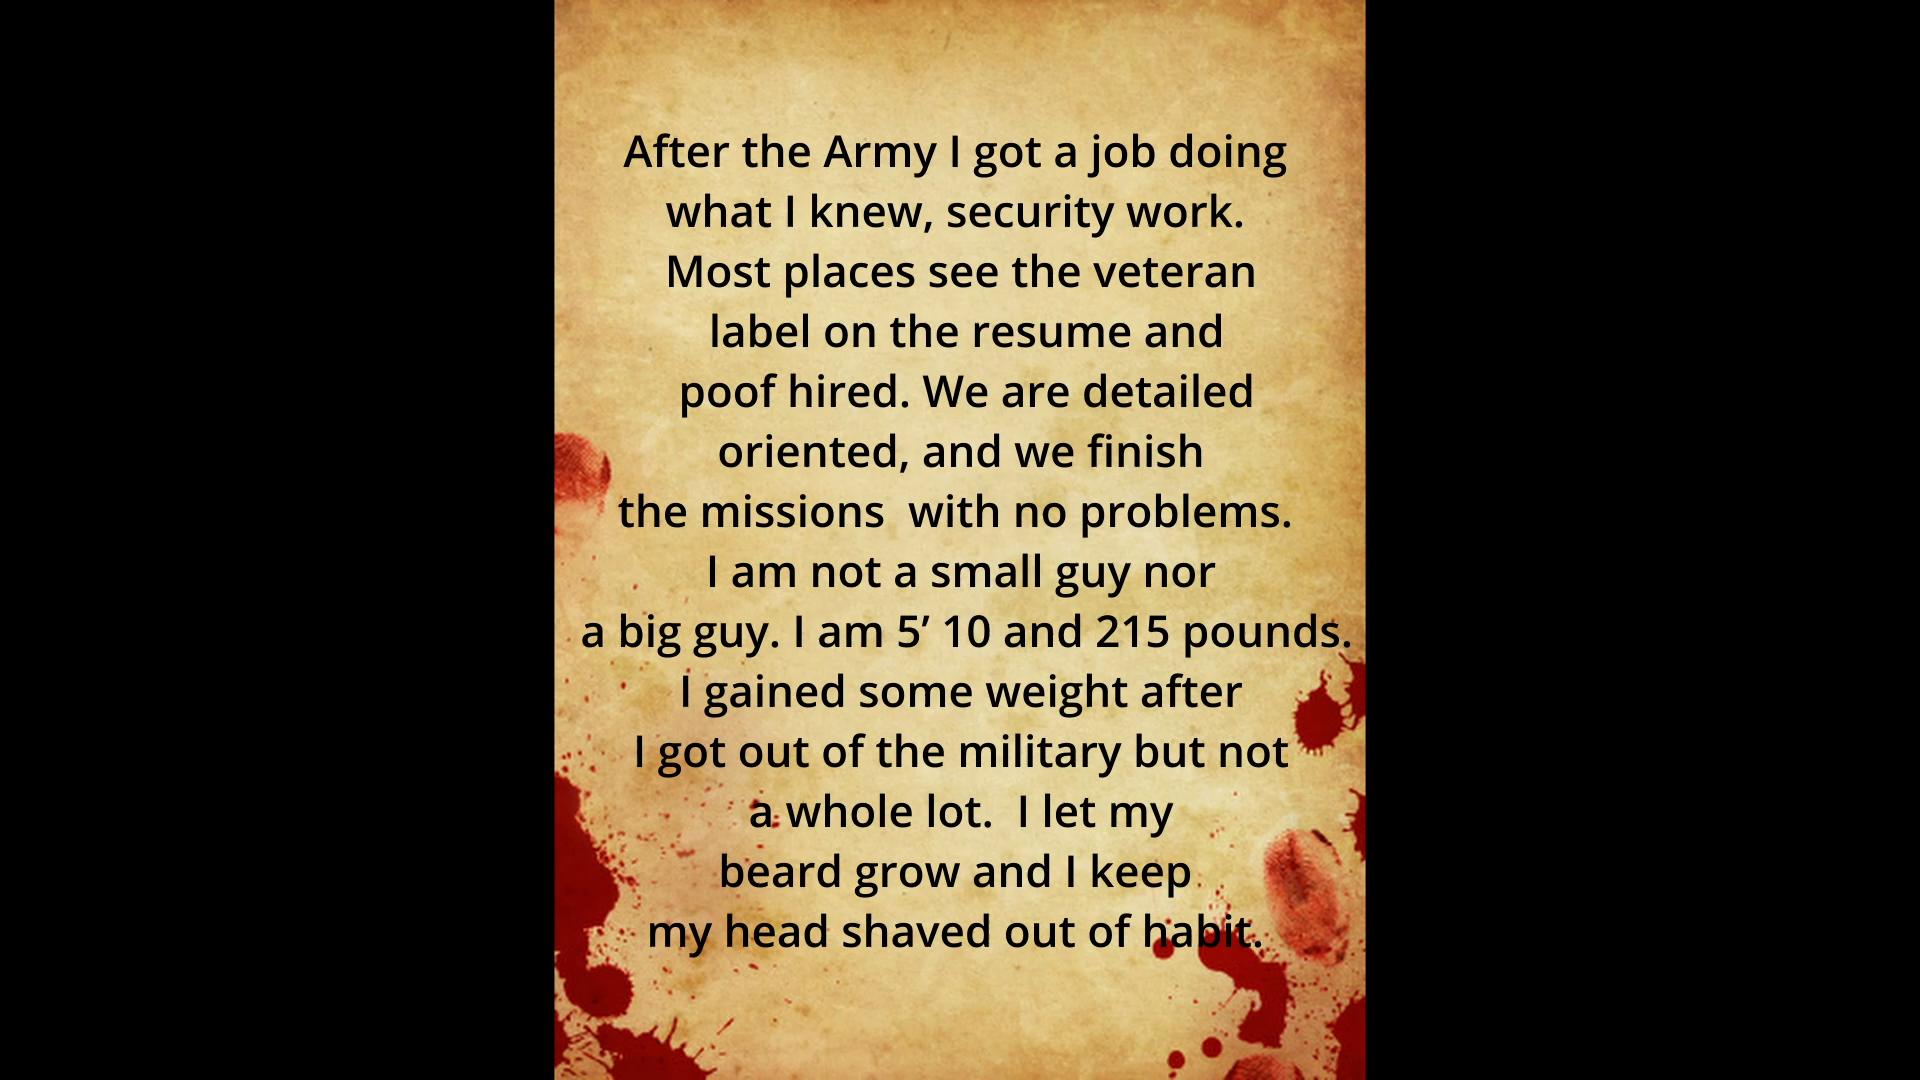 After the Army I got a job doing
what I knew, security work.
Most places see the veteran
label on the resume and
poof hired. We are detailed
oriented, and we finish
the missions  with no problems.
I am not a small guy nor
a big guy. I am 5’ 10 and 215 pounds.
I gained some weight after
I got out of the military but not
a whole lot.  I let my
beard grow and I keep
my head shaved out of habit.